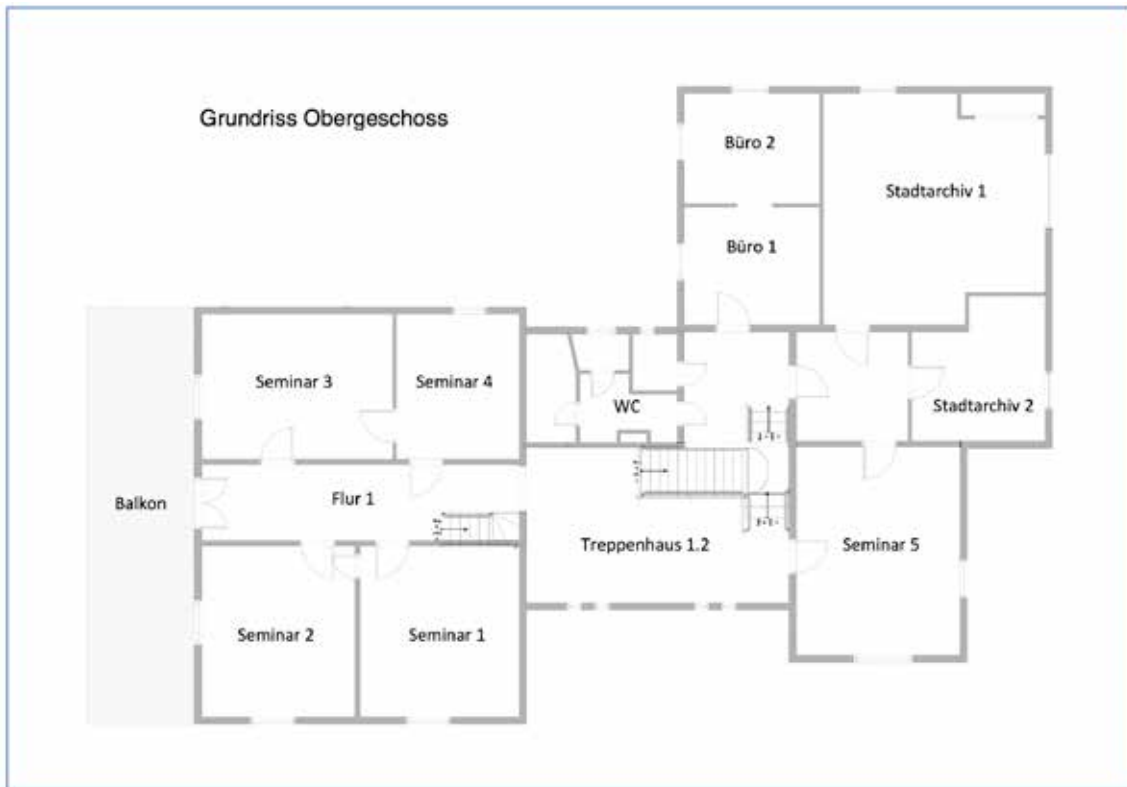 Grundriss Obergeschoss
Büro 2
Stadtarchiv 1
Büro 1
Seminar 3
Seminar 4
WC
Stadtarchiv 2
Balkon
Flur 1
Treppenhaus 1.2
Seminar 5
Seminar 2
Seminar 1